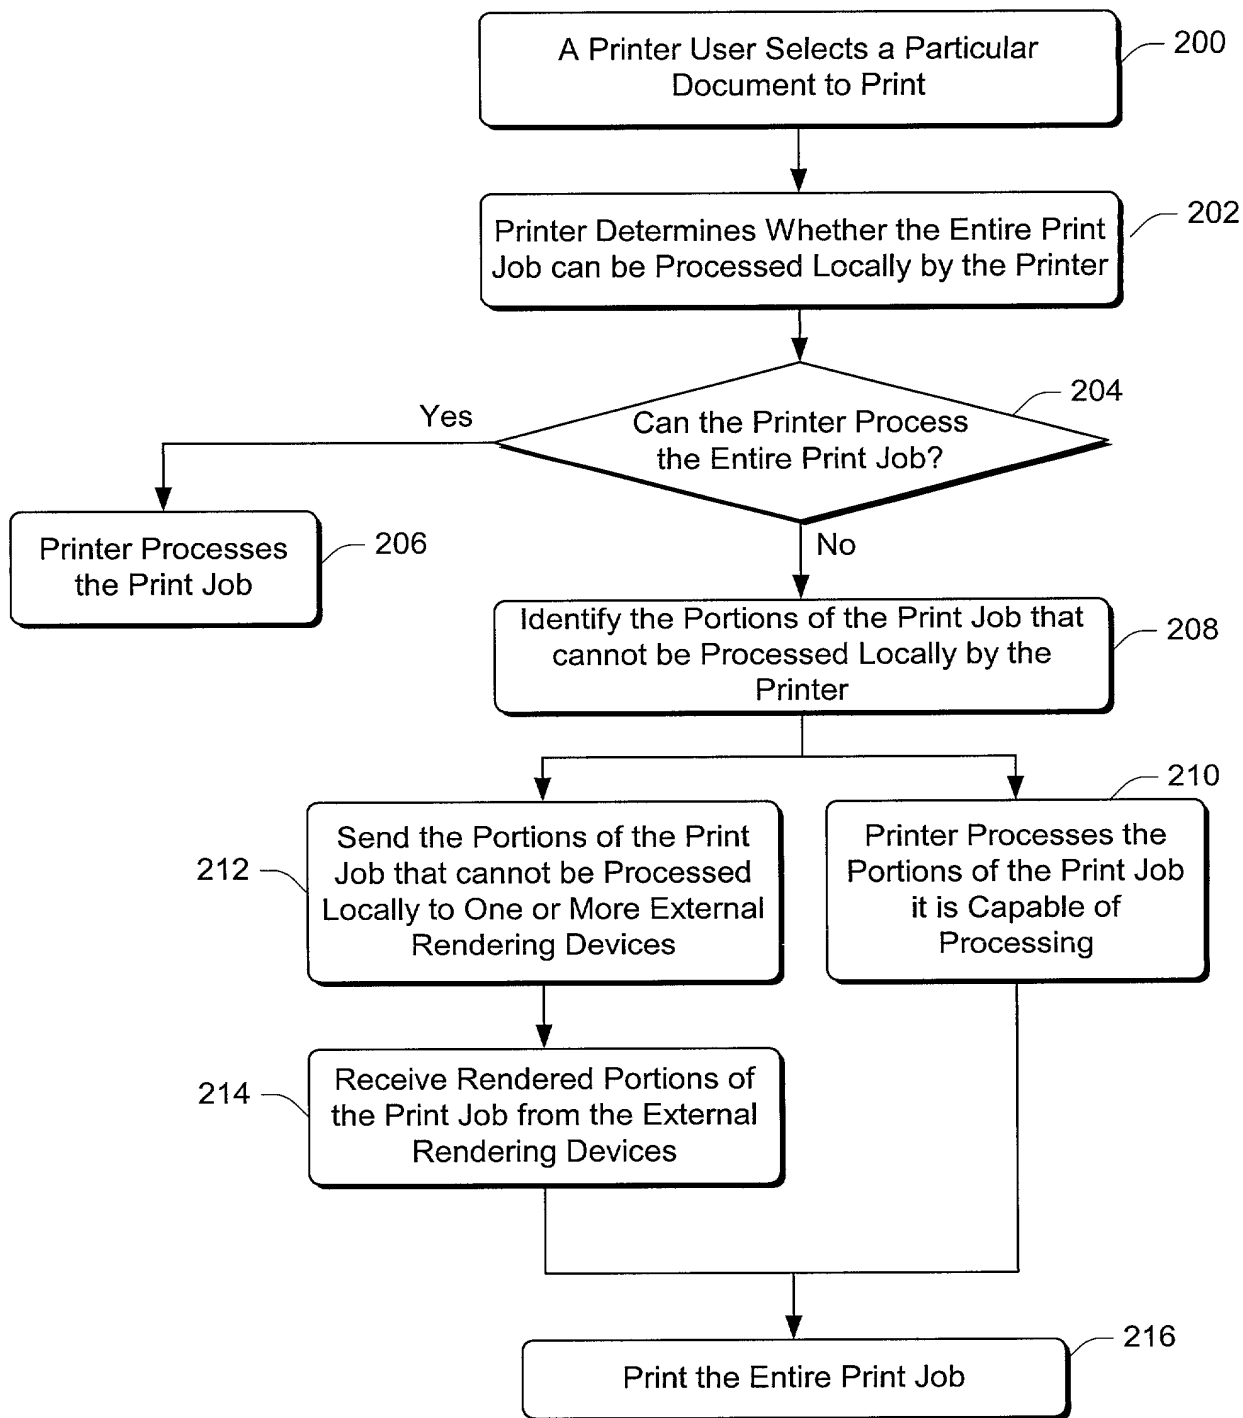 A Printer User Selects a Particular
Document to Print
200
Printer Determines Whether the Entire Print
Job can be Processed Locally by the Printer
202
204
Can the Printer Process
the Entire Print Job?
Yes
No
Printer Processes
the Print Job
206
Identify the Portions of the Print Job that
cannot be Processed Locally by the
Printer
208
212
Send the Portions of the Print
Job that cannot be Processed
Locally to One or More External
Rendering Devices
210
Printer Processes the
Portions of the Print Job
it is Capable of
Processing
214
Receive Rendered Portions of
the Print Job from the External
Rendering Devices
216
Print the Entire Print Job